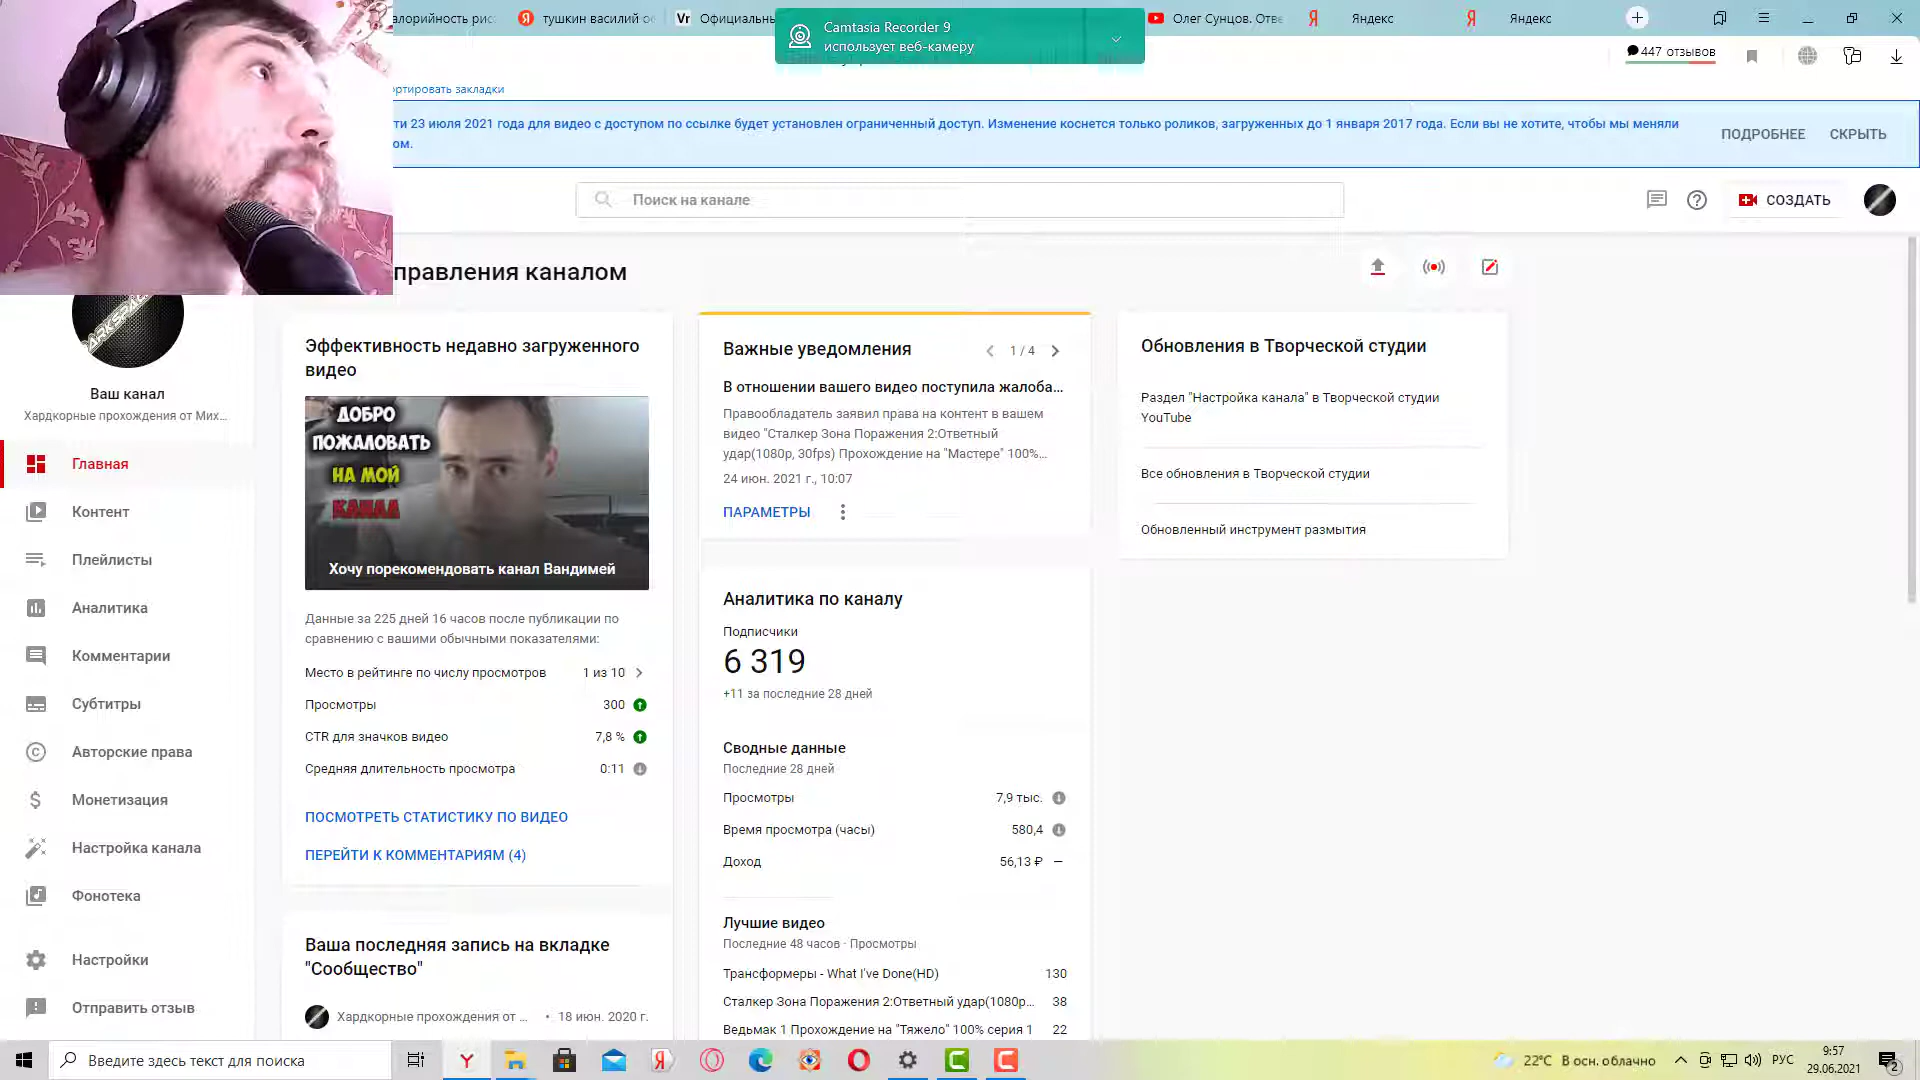 алорийность рис
тушкин василий ос
Официальнь
Олег Сунцов. Отве
Яндекс
Яндекс
Camtasia Recorder 9
использует веб-камеру
447 отзывов
ортировать закладки
ти 23 июля 2021 года для видео с доступом по ссылке будет установлен ограниченный доступ. Изменение коснется только роликов, загруженных до 1 января 2017 года. Если вы не хотите, чтобы мы меняли
ом.
ПОДРОБНЕЕ
СКРЫТЬ
Поиск на канале
СОЗДАТЬ
правления каналом
Ваш канал
Хардкорные прохождения от Мих...
Главная
Контент
Плейлисты
Аналитика
Комментарии
Субтитры
Авторские права
Монетизация
Настройка канала
Фонотека
Настройки
Отправить отзыв
Эффективность недавно загруженного
видео
ДОБРО
ПОЖАЛОВАТЬ
НА МОЙ
КАНАЛ
Хочу порекомендовать канал Вандимей
Данные за 225 дней 16 часов после публикации по
сравнению с вашими обычными показателями:
Место в рейтинге по числу просмотров 1 из 10
Просмотры 300
CTR для значков видео 7,8 %
Средняя длительность просмотра 0:11
ПОСМОТРЕТЬ СТАТИСТИКУ ПО ВИДЕО
ПЕРЕЙТИ К КОММЕНТАРИЯМ (4)
Ваша последняя запись на вкладке
"Сообщество"
Хардкорные прохождения от ... • 18 июн. 2020 г.
Важные уведомления
1 / 4
В отношении вашего видео поступила жалоба...
Правообладатель заявил права на контент в вашем
видео "Сталкер Зона Поражения 2:Ответный
удар(1080p, 30fps) Прохождение на "Мастере" 100%...
24 июн. 2021 г., 10:07
ПАРАМЕТРЫ
Аналитика по каналу
Подписчики
6 319
+11 за последние 28 дней
Сводные данные
Последние 28 дней
Просмотры 7,9 тыс.
Время просмотра (часы) 580,4
Доход 56,13 ₽ —
Лучшие видео
Последние 48 часов · Просмотры
Трансформеры - What I've Done(HD) 130
Сталкер Зона Поражения 2:Ответный удар(1080p... 38
Ведьмак 1 Прохождение на "Тяжело" 100% серия 1 22
Обновления в Творческой студии
Раздел "Настройка канала" в Творческой студии
YouTube
Все обновления в Творческой студии
Обновленный инструмент размытия
Введите здесь текст для поиска
22°C В осн. облачно
РУС
9:57
29.06.2021
2